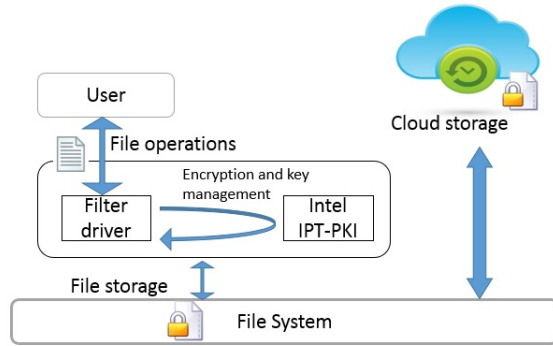 User
Cloud storage
File operations
Encryption and key
management
Filter
driver
Intel
IPT-PKI
File storage
File System